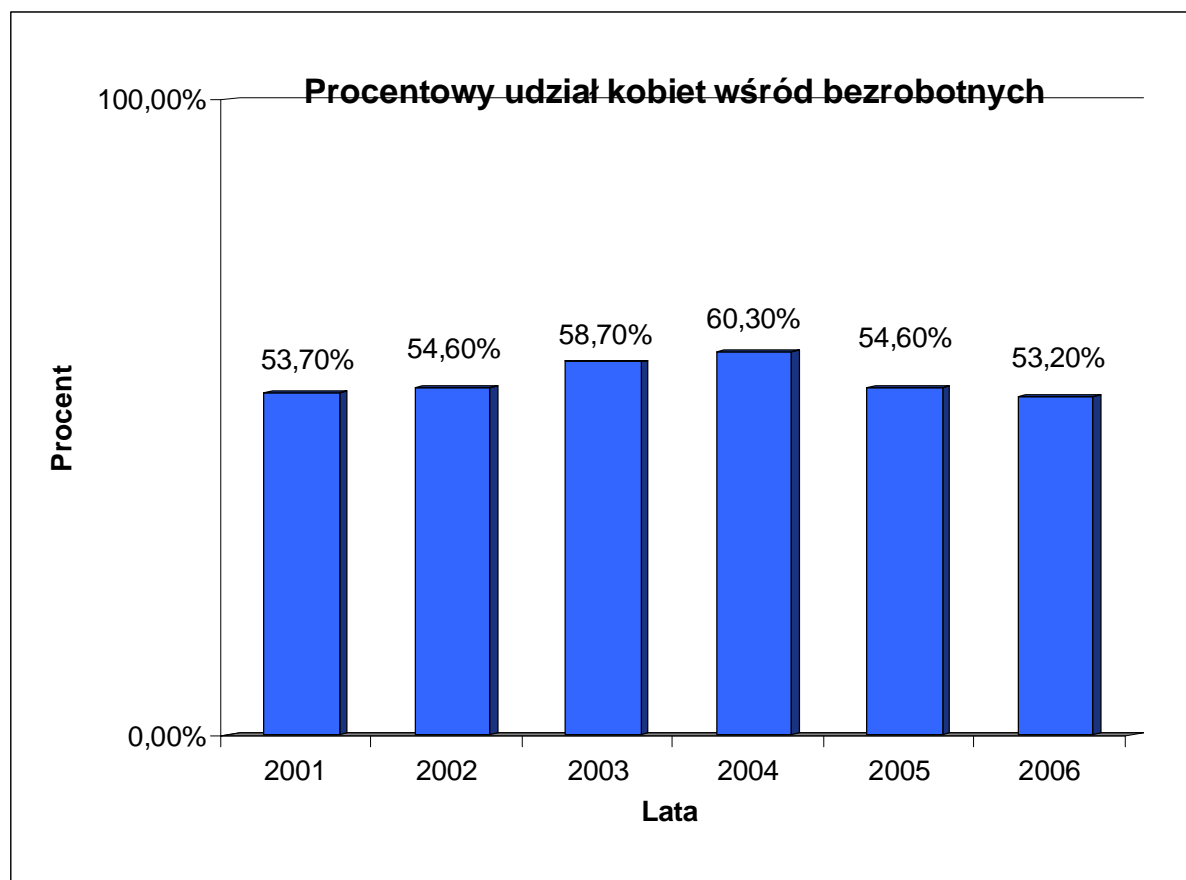 Procentowy udział kobiet wśród bezrobotnych
100,00%
60,30%
58,70%
54,60%
54,60%
53,70%
53,20%
Procent
0,00%
2001 2002 2003 2004 2005 2006
Lata